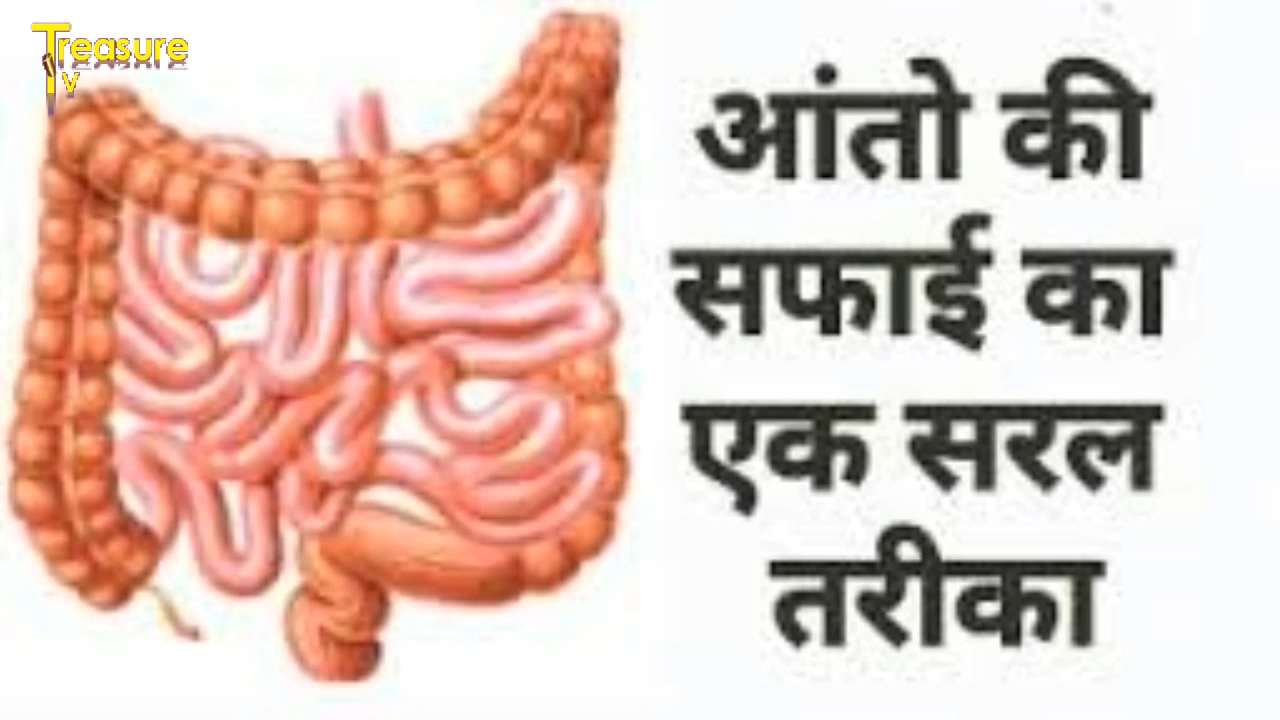 Treasure
Tv
आंतो की
सफाई का
एक सरल
तरीका